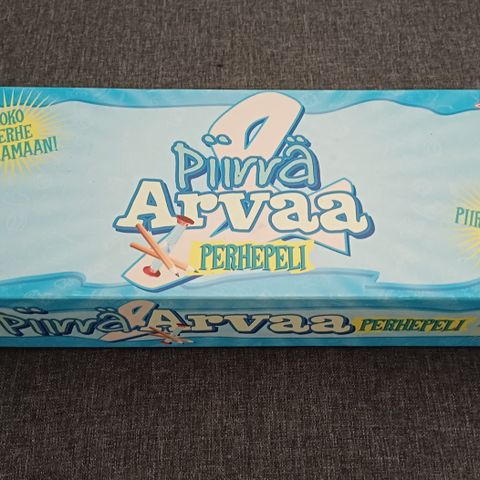 OKO
ERHE
AMAAN!
Piirrä &
Arvaa
PERHEPELI
PIIR
Piirrä & Arvaa PERHEPELI